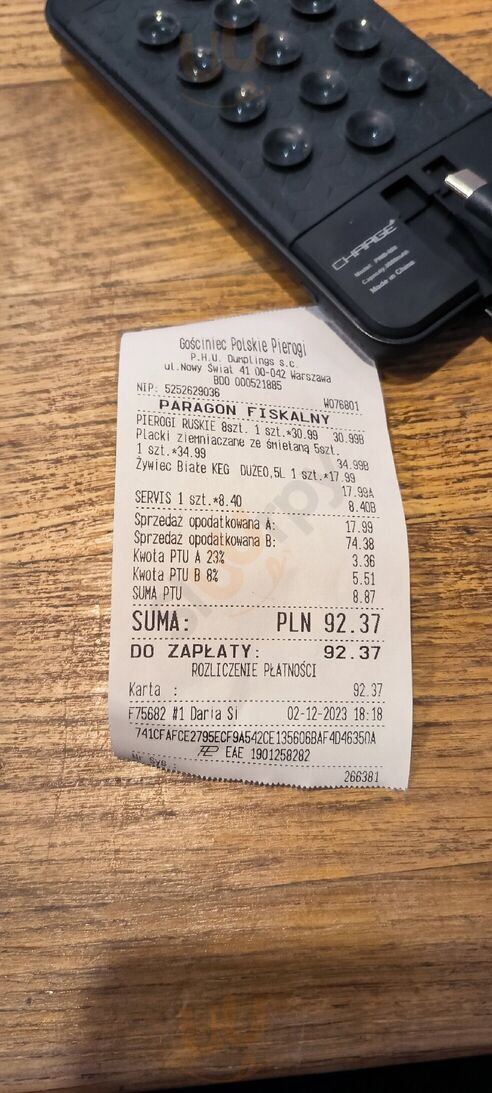 CHARGE
Made in China
Gościniec Polskie Pierogi
P.H.U. Dumplings s.c.
ul.Nowy Świat 41 00-042 Warszawa
BDO 000521885
NIP: 5252629036 W076801
PARAGON FISKALNY
PIEROGI RUSKIE 8szt. 1 szt.*30.99 30.99B
Placki ziemniaczane ze śmietaną 5szt.
1 szt.*34.99 34.99B
Żywiec Białe KEG DUŻE0,5L 1 szt.*17.99
17.99A
SERVIS 1 szt.*8.40 8.40B
Sprzedaż opodatkowana A: 17.99
Sprzedaż opodatkowana B: 74.38
Kwota PTU A 23% 3.36
Kwota PTU B 8% 5.51
SUMA PTU 8.87
SUMA: PLN 92.37
DO ZAPŁATY: 92.37
ROZLICZENIE PŁATNOŚCI
Karta : 92.37
F75682 #1 Daria Si 02-12-2023 18:18
741CFAFCE2795ECF9A542CE135606BAF4D46350A
EAE 1901258282
Nr sys.: 266381